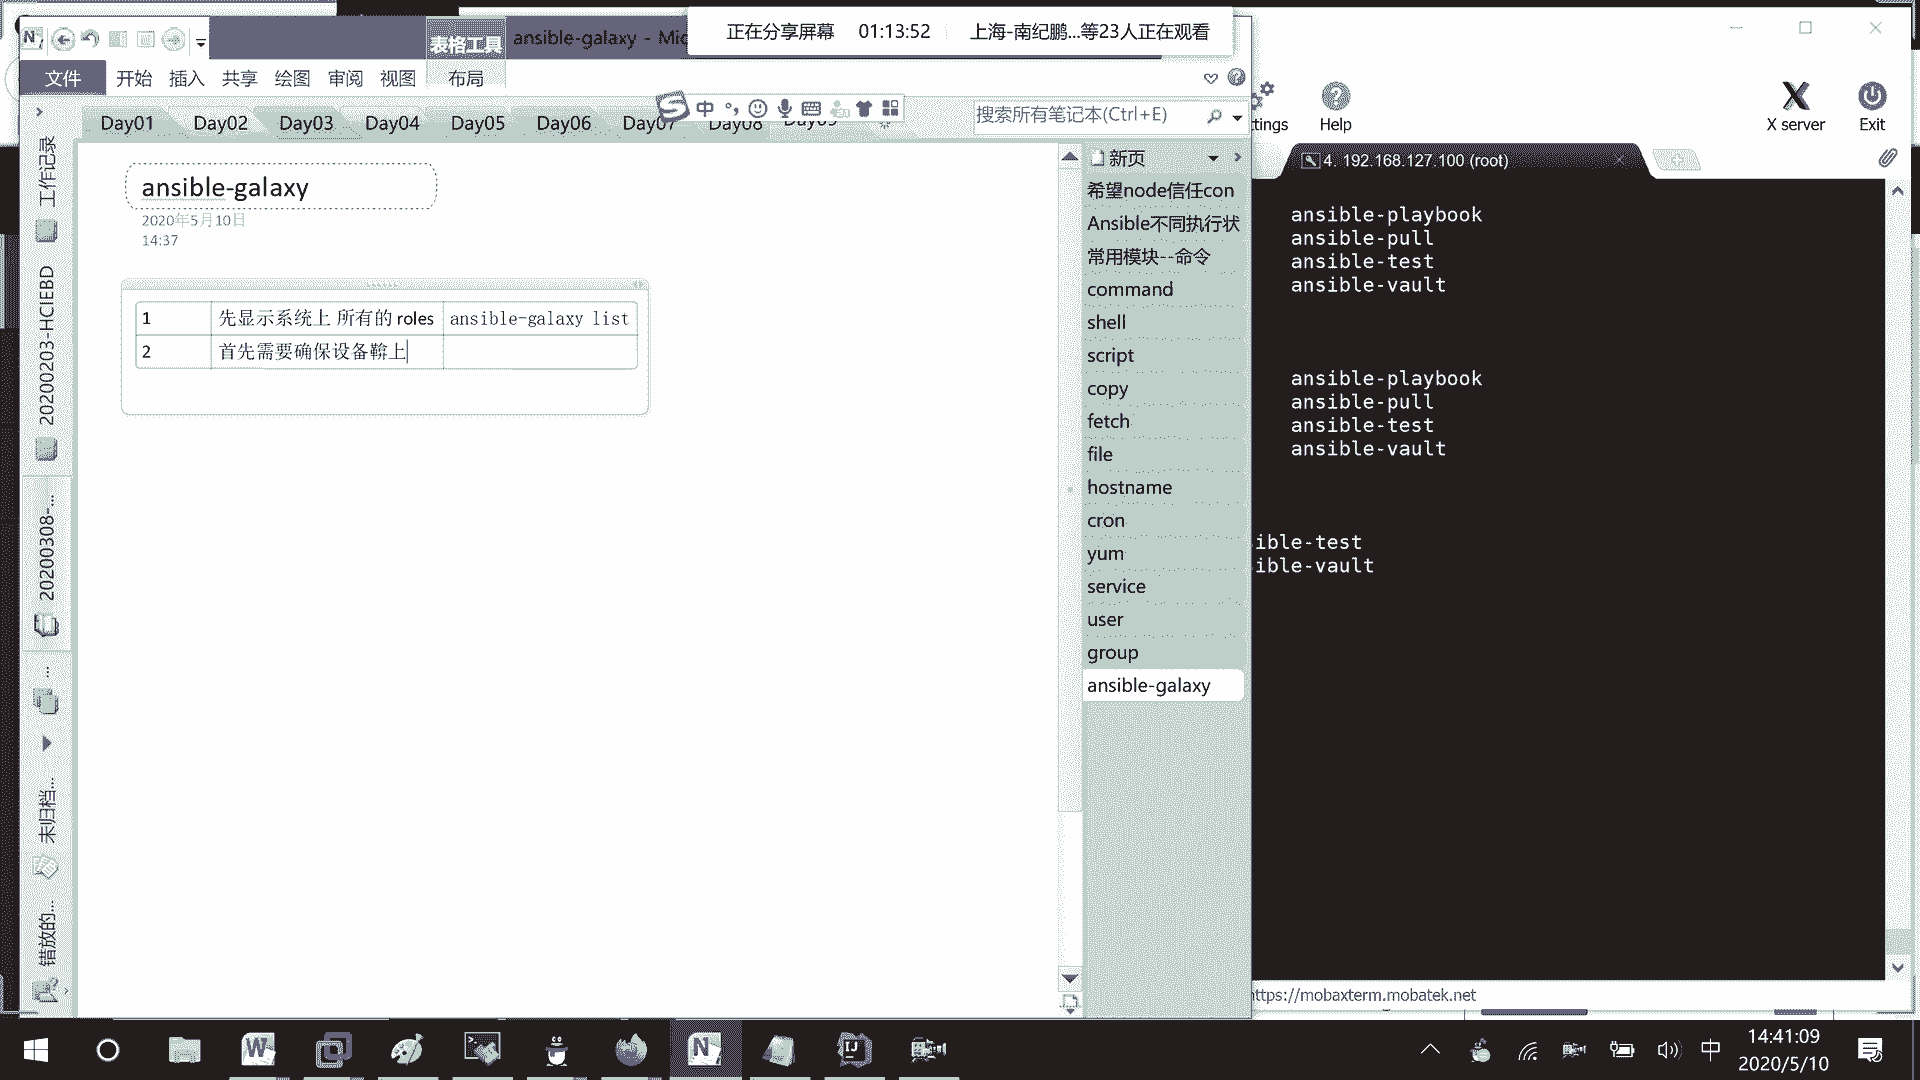 表格工具
ansible-galaxy - Mic
正在分享屏幕 01:13:52 上海-南纪鹏...等23人正在观看
文件 开始 插入 共享 绘图 审阅 视图 布局
中
Day01 Day02 Day03 Day04 Day05 Day06 Day07 Day08 Day09
搜索所有笔记本(Ctrl+E)
工作记录
20200203-HCIEBD
20200308-...
...
未归档...
错放的...
ansible-galaxy
2020年5月10日
14:37
1 先显示系统上 所有的 roles ansible-galaxy list
2 首先需要确保设备能上
新页
希望node信任con
Ansible不同执行状
常用模块--命令
command
shell
script
copy
fetch
file
hostname
cron
yum
service
user
group
ansible-galaxy
ttings Help X server Exit
4. 192.168.127.100 (root)
ansible-playbook
ansible-pull
ansible-test
ansible-vault
ansible-playbook
ansible-pull
ansible-test
ansible-vault
ible-test
ible-vault
https://mobaxterm.mobatek.net
中
14:41:09
2020/5/10